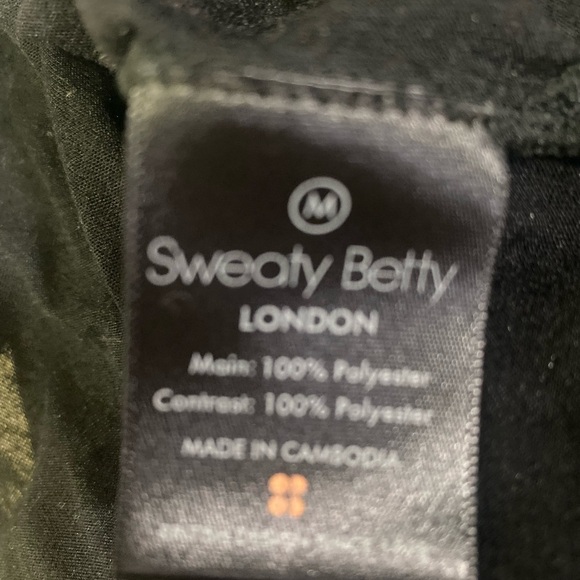 M
Sweaty Betty
LONDON
Main: 100% Polyester
Contrast: 100% Polyester
MADE IN CAMBODIA